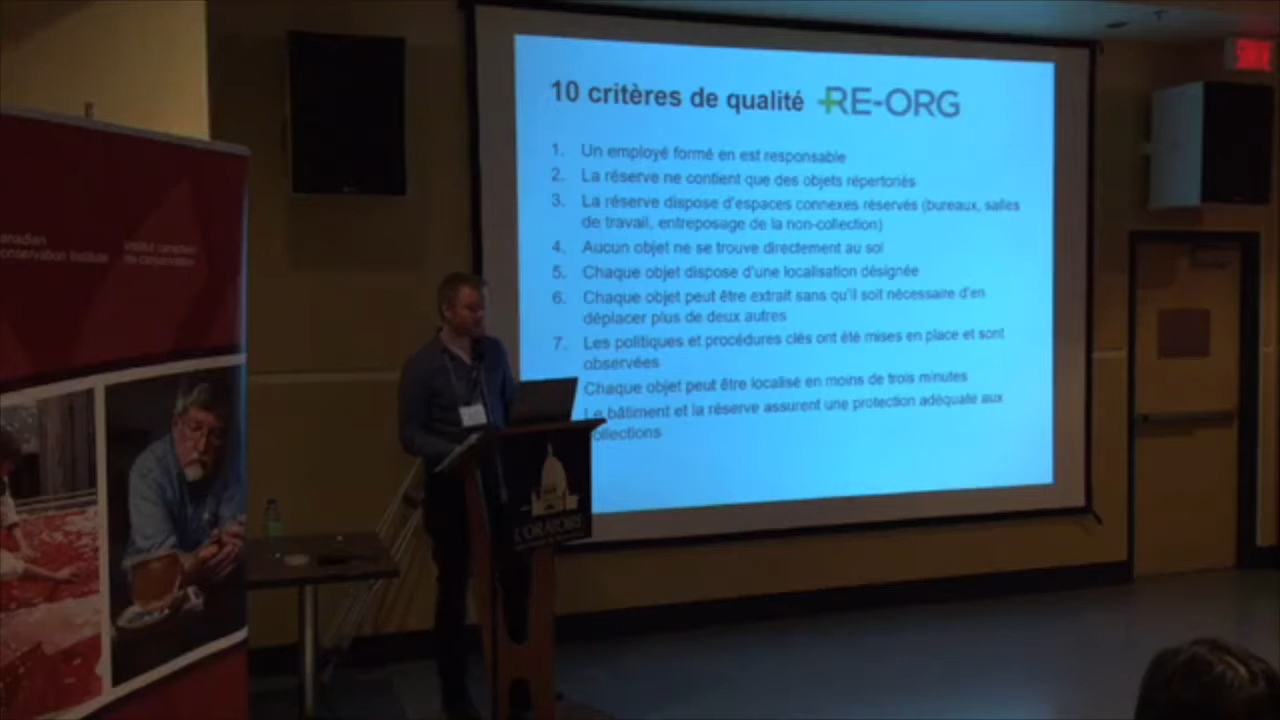 10 critères de qualité RE-ORG
1. Un employé formé en est responsable
2. La réserve ne contient que des objets répertoriés
3. La réserve dispose d'espaces connexes réservés (bureaux, salles
de travail, entreposage de la non-collection)
4. Aucun objet ne se trouve directement au sol
5. Chaque objet dispose d'une localisation désignée
6. Chaque objet peut être extrait sans qu'il soit nécessaire d'en
déplacer plus de deux autres
7. Les politiques et procédures clés ont été mises en place et sont
observées
Chaque objet peut être localisé en moins de trois minutes
Le bâtiment et la réserve assurent une protection adéquate aux
ollections
anadian
onservation Institute
Institut canadien
de conservation
L'ORATOIRE